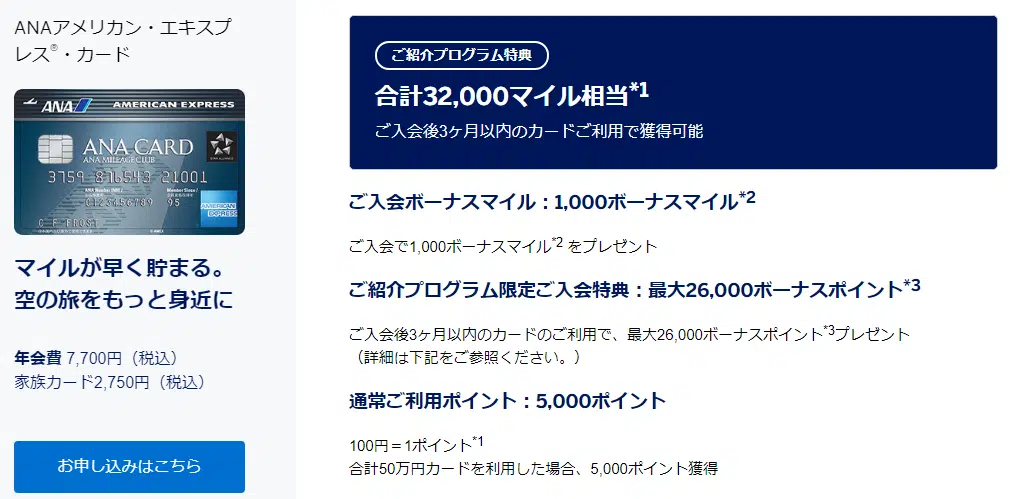 ANAアメリカン・エキスプ
レス®・カード
ANA AMERICAN EXPRESS
ANA CARD
ANA MILEAGE CLUB
3759 876543 21001
Member Since
0123456789 95
AMERICAN
EXPRESS
C F FROST
マイルが早く貯まる。
空の旅をもっと身近に
年会費 7,700円（税込）
家族カード2,750円（税込）
お申し込みはこちら
ご紹介プログラム特典
合計32,000マイル相当*1
ご入会後3ヶ月以内のカードご利用で獲得可能
ご入会ボーナスマイル：1,000ボーナスマイル*2
ご入会で1,000ボーナスマイル*2 をプレゼント
ご紹介プログラム限定ご入会特典：最大26,000ボーナスポイント*3
ご入会後3ヶ月以内のカードのご利用で、最大26,000ボーナスポイント*3プレゼント
（詳細は下記をご参照ください。）
通常ご利用ポイント：5,000ポイント
100円＝1ポイント*1
合計50万円カードを利用した場合、5,000ポイント獲得